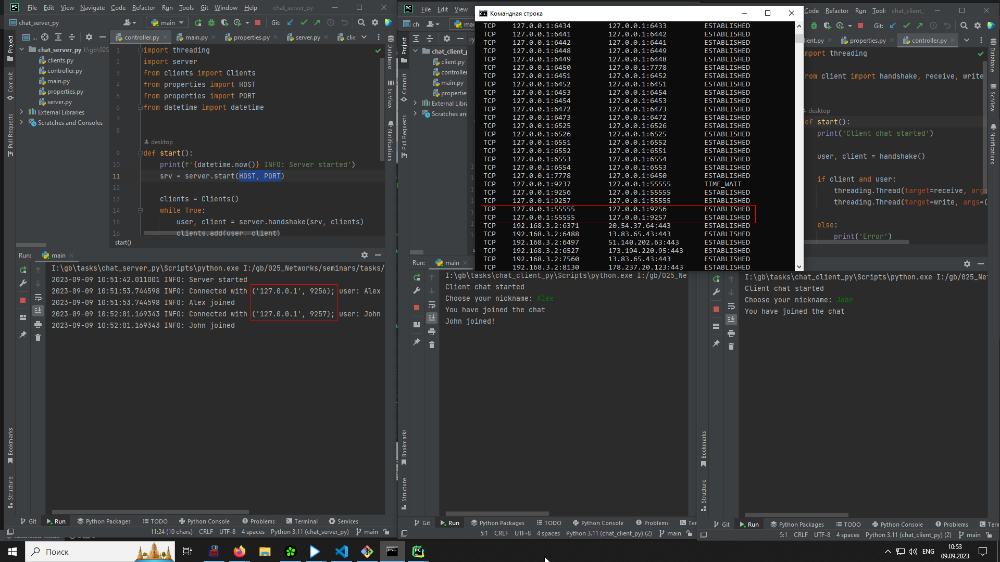 File Edit View Navigate Code Refactor Run Tools Git Window Help chat_server_py
chat_server_py main Git:
Project
Commit
Pull Requests
Bookmarks
Structure
controller.py main.py properties.py server.py clie
chat_server_py I:\gb\025
clients.py
controller.py
main.py
properties.py
server.py
External Libraries
Scratches and Consoles
1 import threading
2 import server
3 from clients import Clients
4 from properties import HOST
5 from properties import PORT
6 from datetime import datetime
7
8
desktop
9 def start():
10 print(f'{datetime.now()} INFO: Server started')
11 srv = server.start(HOST, PORT)
12
13 clients = Clients()
14 while True:
15 user, client = server.handshake(srv, clients)
16 clients.add(user, client)
start()
Database
SciView
Notifications
Run: main
I:\gb\tasks\chat_server_py\Scripts\python.exe I:/gb/025_Networks/seminars/tasks/
2023-09-09 10:51:42.011001 INFO: Server started
2023-09-09 10:51:53.744598 INFO: Connected with ('127.0.0.1', 9256); user: Alex
2023-09-09 10:51:53.744598 INFO: Alex joined
2023-09-09 10:52:01.169343 INFO: Connected with ('127.0.0.1', 9257); user: John
2023-09-09 10:52:01.169343 INFO: John joined
Git Run Python Packages TODO Python Console Problems Terminal Services
11:24 (10 chars) CRLF UTF-8 4 spaces Python 3.11 (chat_server_py) main
File Edit View
ch mai
Project
Commit
Pull Requests
Bookmarks
Structure
chat_client_p
client.py
controller
main.py
properties
External Librar
Scratches and
Run: main
I:\gb\tasks\chat_client_py\Scripts\python.exe I:/gb/025_Net
Client chat started
Choose your nickname: Alex
You have joined the chat
John joined!
Git Run Python Packages TODO Python Console Problems Ter
5:1 CRLF UTF-8 4 spaces Python 3.11 (chat_client_py) (2) main
Командная строка
TCP 127.0.0.1:6434 127.0.0.1:6433 ESTABLISHED
TCP 127.0.0.1:6441 127.0.0.1:6442 ESTABLISHED
TCP 127.0.0.1:6442 127.0.0.1:6441 ESTABLISHED
TCP 127.0.0.1:6448 127.0.0.1:6449 ESTABLISHED
TCP 127.0.0.1:6449 127.0.0.1:6448 ESTABLISHED
TCP 127.0.0.1:6450 127.0.0.1:7778 ESTABLISHED
TCP 127.0.0.1:6451 127.0.0.1:6452 ESTABLISHED
TCP 127.0.0.1:6452 127.0.0.1:6451 ESTABLISHED
TCP 127.0.0.1:6453 127.0.0.1:6454 ESTABLISHED
TCP 127.0.0.1:6454 127.0.0.1:6453 ESTABLISHED
TCP 127.0.0.1:6472 127.0.0.1:6473 ESTABLISHED
TCP 127.0.0.1:6473 127.0.0.1:6472 ESTABLISHED
TCP 127.0.0.1:6525 127.0.0.1:6526 ESTABLISHED
TCP 127.0.0.1:6526 127.0.0.1:6525 ESTABLISHED
TCP 127.0.0.1:6551 127.0.0.1:6552 ESTABLISHED
TCP 127.0.0.1:6552 127.0.0.1:6551 ESTABLISHED
TCP 127.0.0.1:6553 127.0.0.1:6554 ESTABLISHED
TCP 127.0.0.1:6554 127.0.0.1:6553 ESTABLISHED
TCP 127.0.0.1:7778 127.0.0.1:6450 ESTABLISHED
TCP 127.0.0.1:9237 127.0.0.1:55555 TIME_WAIT
TCP 127.0.0.1:9256 127.0.0.1:55555 ESTABLISHED
TCP 127.0.0.1:9257 127.0.0.1:55555 ESTABLISHED
TCP 127.0.0.1:55555 127.0.0.1:9256 ESTABLISHED
TCP 127.0.0.1:55555 127.0.0.1:9257 ESTABLISHED
TCP 192.168.3.2:6371 20.54.37.64:443 ESTABLISHED
TCP 192.168.3.2:6488 13.83.65.43:443 ESTABLISHED
TCP 192.168.3.2:6497 51.140.202.63:443 ESTABLISHED
TCP 192.168.3.2:6527 173.194.220.95:443 ESTABLISHED
TCP 192.168.3.2:7560 13.83.65.43:443 ESTABLISHED
TCP 192.168.3.2:8130 178.237.20.123:443 ESTABLISHED
Code Refactor Run Tools chat_client_
Git:
lient.py properties.py controller.py
mport threading
rom client import handshake, receive, write
desktop
ef start():
print('Client chat started')
user, client = handshake()
if client and user:
threading.Thread(target=receive, args
threading.Thread(target=write, args=(
else:
print('Error')
Database
SciView
Notifications
I:\gb\tasks\chat_client_py\Scripts\python.exe I:/gb/025_Net
Client chat started
Choose your nickname: John
You have joined the chat
Bookmarks
Structure
Git Run Python Packages TODO Python Console Problems Tern
5:1 CRLF UTF-8 4 spaces Python 3.11 (chat_client_py) (2) main
Поиск
ENG
10:53
09.09.2023